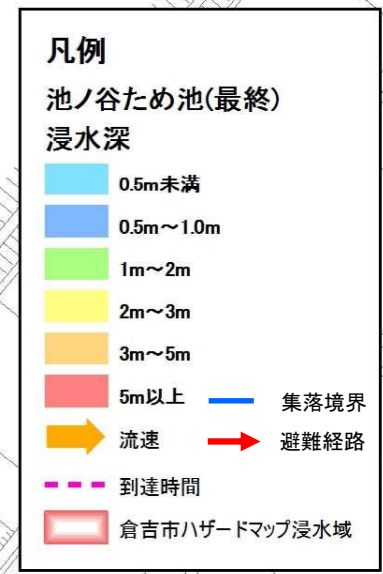 凡例
池ノ谷ため池(最終)
浸水深
0.5m未満
0.5m～1.0m
1m～2m
2m～3m
3m～5m
5m以上 集落境界
流速 避難経路
到達時間
倉吉市ハザードマップ浸水域